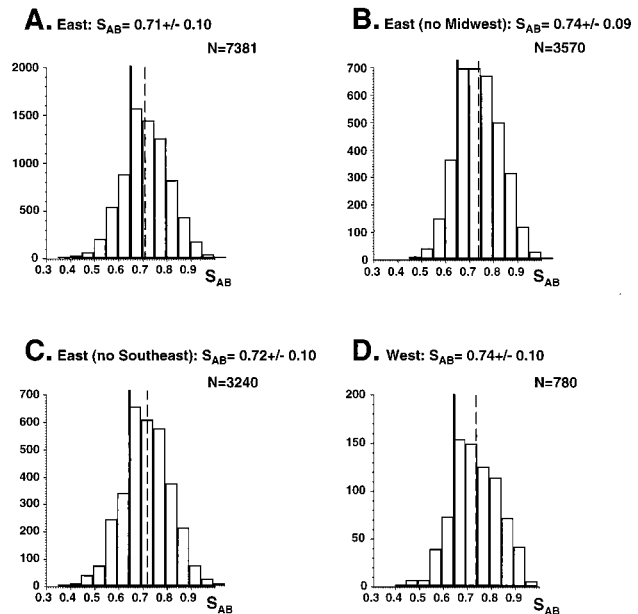 A. East: SAB= 0.71+/- 0.10
N=7381
2000
1500
1000
500
0
0.3 0.4 0.5 0.6 0.7 0.8 0.9 SAB
B. East (no Midwest): SAB= 0.74+/- 0.09
N=3570
700
600
500
400
300
200
100
0
0.3 0.4 0.5 0.6 0.7 0.8 0.9 SAB
C. East (no Southeast): SAB= 0.72+/- 0.10
N=3240
700
600
500
400
300
200
100
0
0.3 0.4 0.5 0.6 0.7 0.8 0.9 SAB
D. West: SAB= 0.74+/- 0.10
N=780
200
150
100
50
0
0.3 0.4 0.5 0.6 0.7 0.8 0.9 SAB